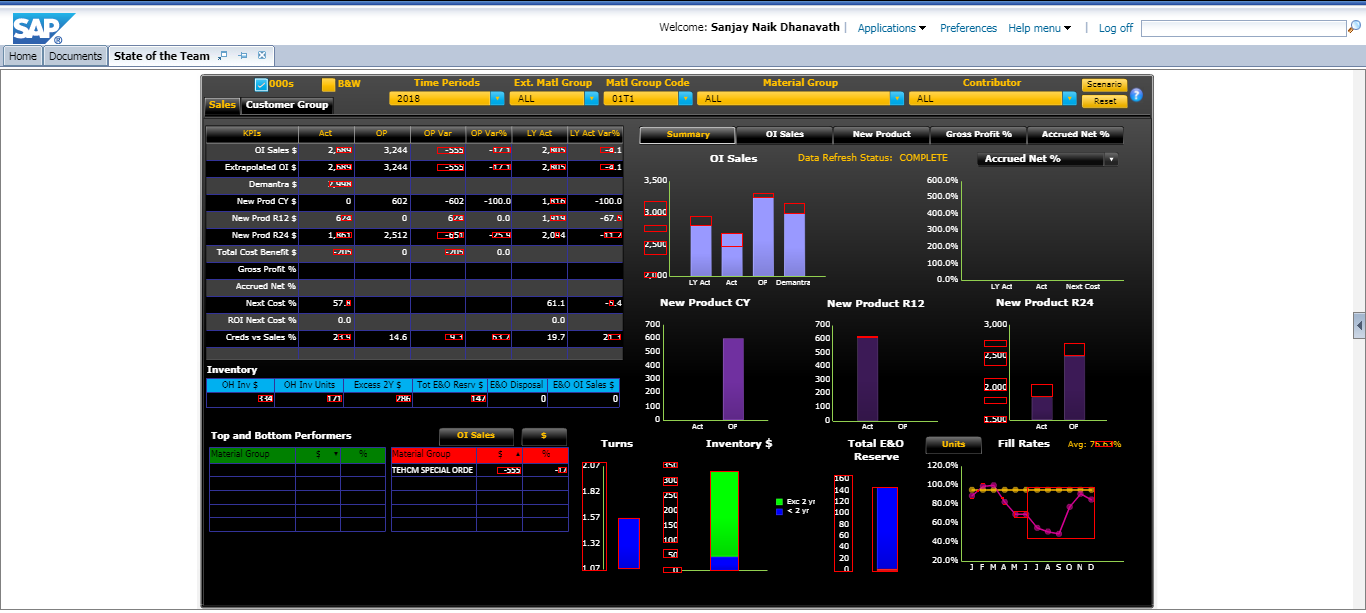 SAP ®
Welcome: Sanjay Naik Dhanavath | Applications Preferences Help menu | Log off
Home Documents State of the Team
000s B&W Time Periods Ext. Matl Group Matl Group Code Material Group Contributor Scenario
2018 ALL 01T1 ALL ALL Reset ?
Sales Customer Group
KPIs Act OP OP Var OP Var% LY Act LY Act Var%
OI Sales $ 2,689 3,244 -555 -17.1 2,805 -4.1
Extrapolated OI $ 2,689 3,244 -555 -17.1 2,805 -4.1
Demantra $ 2,998
New Prod CY $ 0 602 -602 -100.0 1,816 -100.0
New Prod R12 $ 624 0 624 0.0 1,919 -67.5
New Prod R24 $ 1,861 2,512 -651 -25.9 2,094 -11.2
Total Cost Benefit $ -205 0 -205 0.0
Gross Profit %
Accrued Net %
Next Cost % 57.8 61.1 -5.4
ROI Next Cost % 0.0 0.0
Creds vs Sales % 23.9 14.6 9.3 63.7 19.7 21.3
Inventory
OH Inv $ OH Inv Units Excess 2Y $ Tot E&O Resrv $ E&O Disposal E&O OI Sales $
334 171 286 147 0 0
Top and Bottom Performers OI Sales $
Material Group $ % Material Group $ %
TEHCM SPECIAL ORDE -555 -17
Summary OI Sales New Product Gross Profit % Accrued Net %
OI Sales Data Refresh Status: COMPLETE Accrued Net %
3,500
3,000
2,500
2,000
LY Act Act OP Demantra
600.0%
500.0%
400.0%
300.0%
200.0%
100.0%
0.0%
LY Act Act Next Cost
New Product CY
700
600
500
400
300
200
100
0
Act OP
New Product R12
700
600
500
400
300
200
100
0
Act OP
New Product R24
3,000
2,500
2,000
1,500
Act OP
Turns
2.07
1.82
1.57
1.32
1.07
Inventory $
350
300
250
200
150
100
50
0
Exc 2 yr
< 2 yr
Total E&O
Reserve
160
140
120
100
80
60
40
20
0
Units Fill Rates Avg: 76.63%
120.0%
100.0%
80.0%
60.0%
40.0%
20.0%
J F M A M J J A S O N D